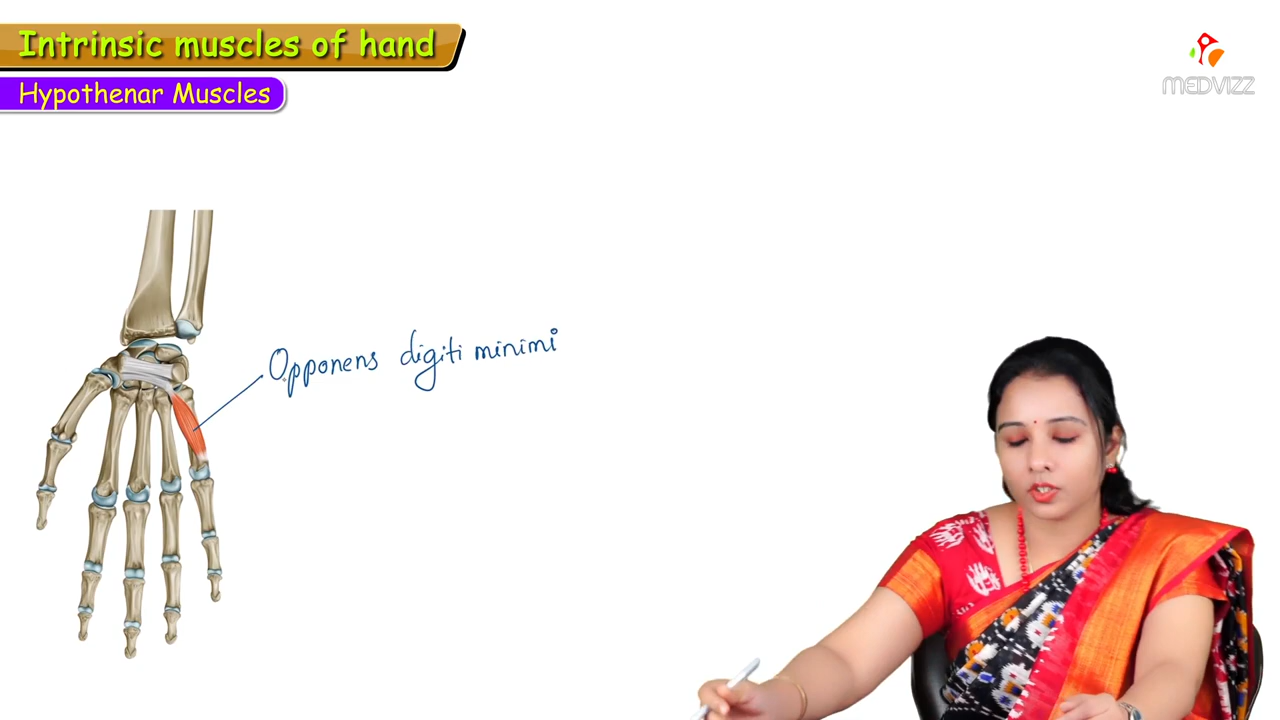 Intrinsic muscles of hand
Hypothenar Muscles
MEDVIZZ
Opponens digiti minimi